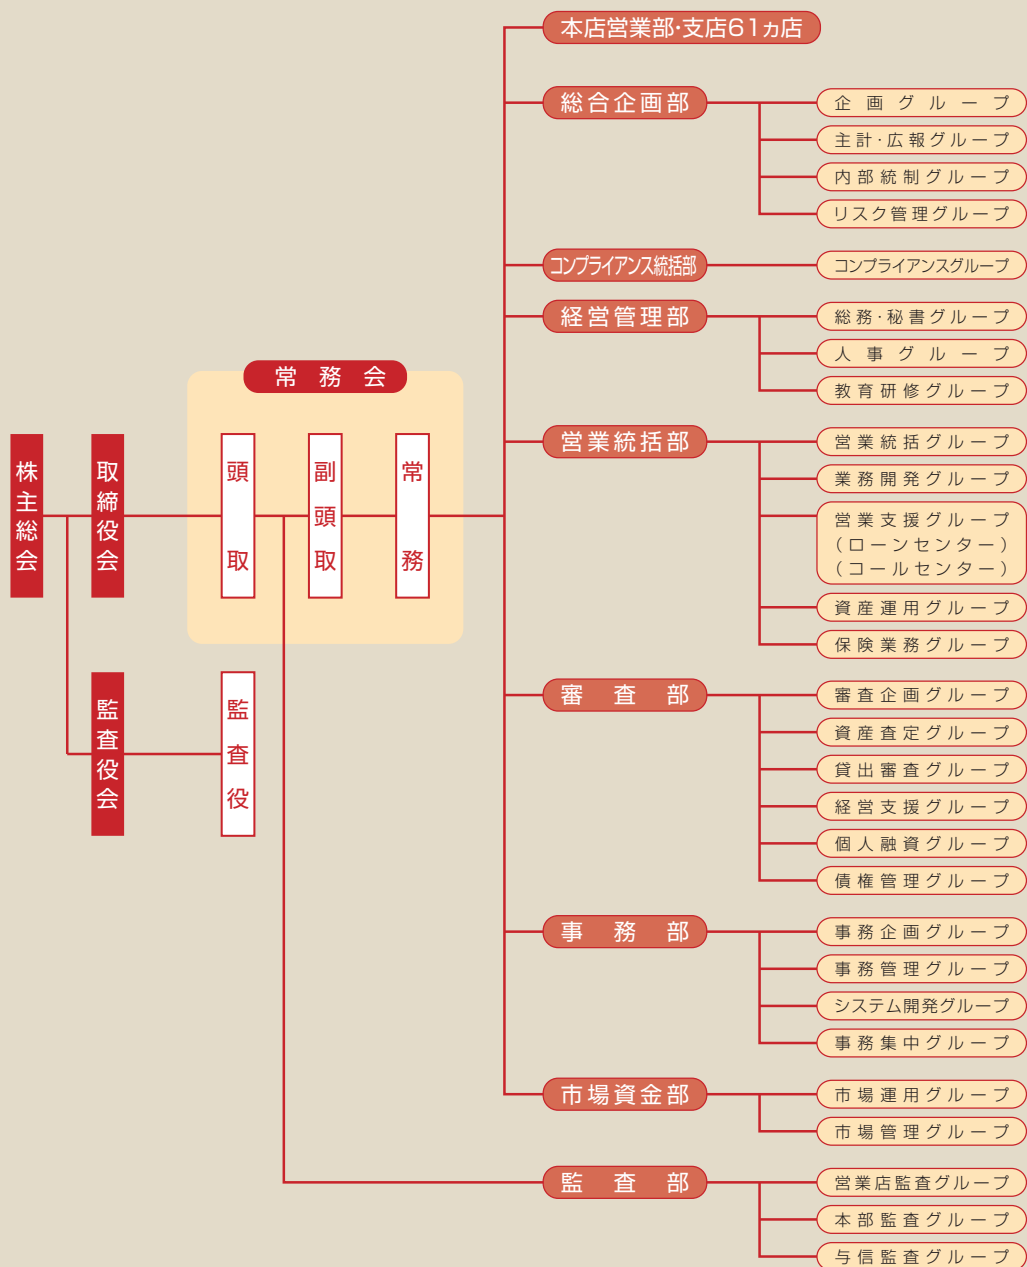 本店営業部・支店61ヵ店
総合企画部
企画グループ
主計・広報グループ
内部統制グループ
リスク管理グループ
コンプライアンス統括部
コンプライアンスグループ
経営管理部
総務・秘書グループ
人事グループ
教育研修グループ
常務会
株主総会
取締役会
頭取
副頭取
常務
監査役会
監査役
営業統括部
営業統括グループ
業務開発グループ
営業支援グループ
(ローンセンター)
(コールセンター)
資産運用グループ
保険業務グループ
審査部
審査企画グループ
資産査定グループ
貸出審査グループ
経営支援グループ
個人融資グループ
債権管理グループ
事務部
事務企画グループ
事務管理グループ
システム開発グループ
事務集中グループ
市場資金部
市場運用グループ
市場管理グループ
監査部
営業店監査グループ
本部監査グループ
与信監査グループ